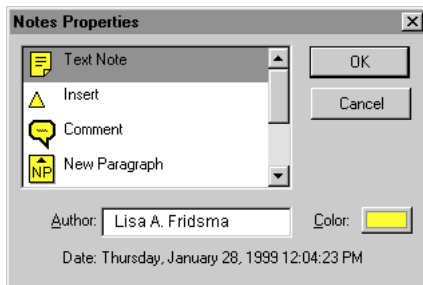 Notes Properties
Text Note
OK
Insert
Cancel
Comment
NP New Paragraph
Author: Lisa A. Fridsma Color:
Date: Thursday, January 28, 1999 12:04:23 PM